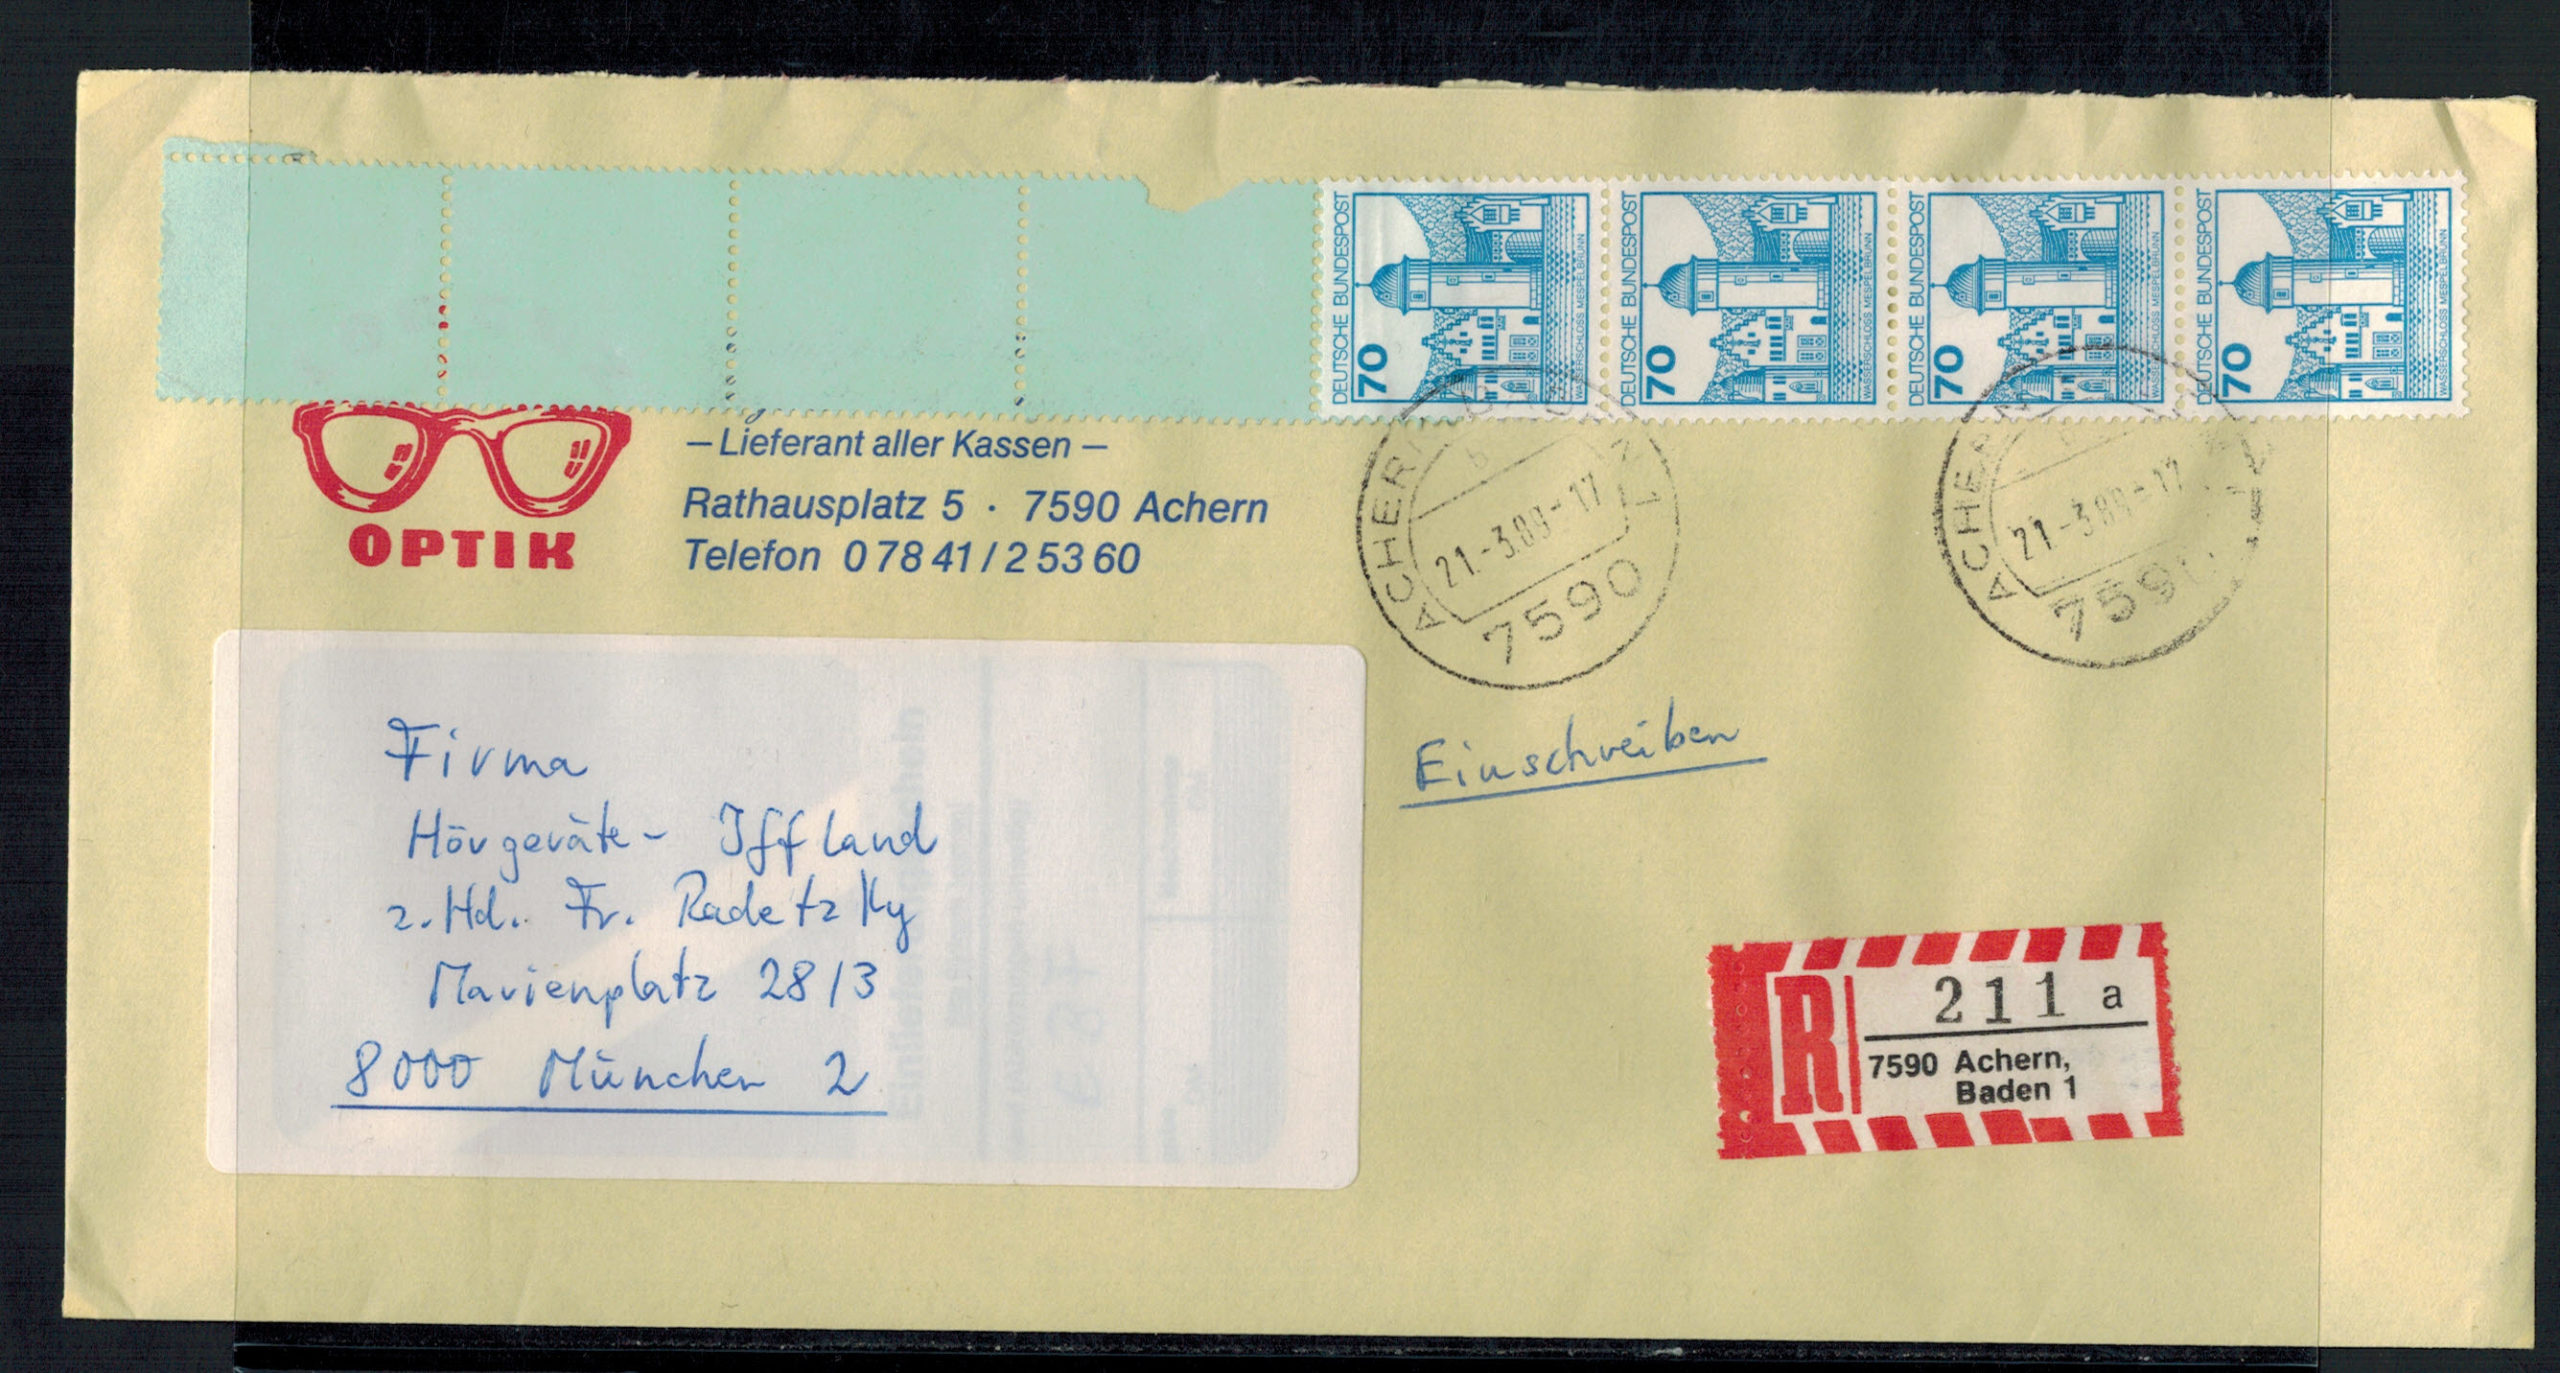 DEUTSCHE BUNDESPOST
70
WASSERSCHLOSS MESPELBRUNN
DEUTSCHE BUNDESPOST
70
WASSERSCHLOSS MESPELBRUNN
DEUTSCHE BUNDESPOST
70
WASSERSCHLOSS MESPELBRUNN
DEUTSCHE BUNDESPOST
70
WASSERSCHLOSS MESPELBRUNN
OPTIK
– Lieferant aller Kassen –
Rathausplatz 5 · 7590 Achern
Telefon 0 78 41 / 2 53 60
ACHERN
21.-3.89-17
7590
ACHERN
21.-3.89-17
759
Einschreiben
Firma
Hörgeräte- Iffland
z.Hd. Fr. Radetzky
Marienplatz 28/3
8000 München 2
R 211 a
7590 Achern,
Baden 1